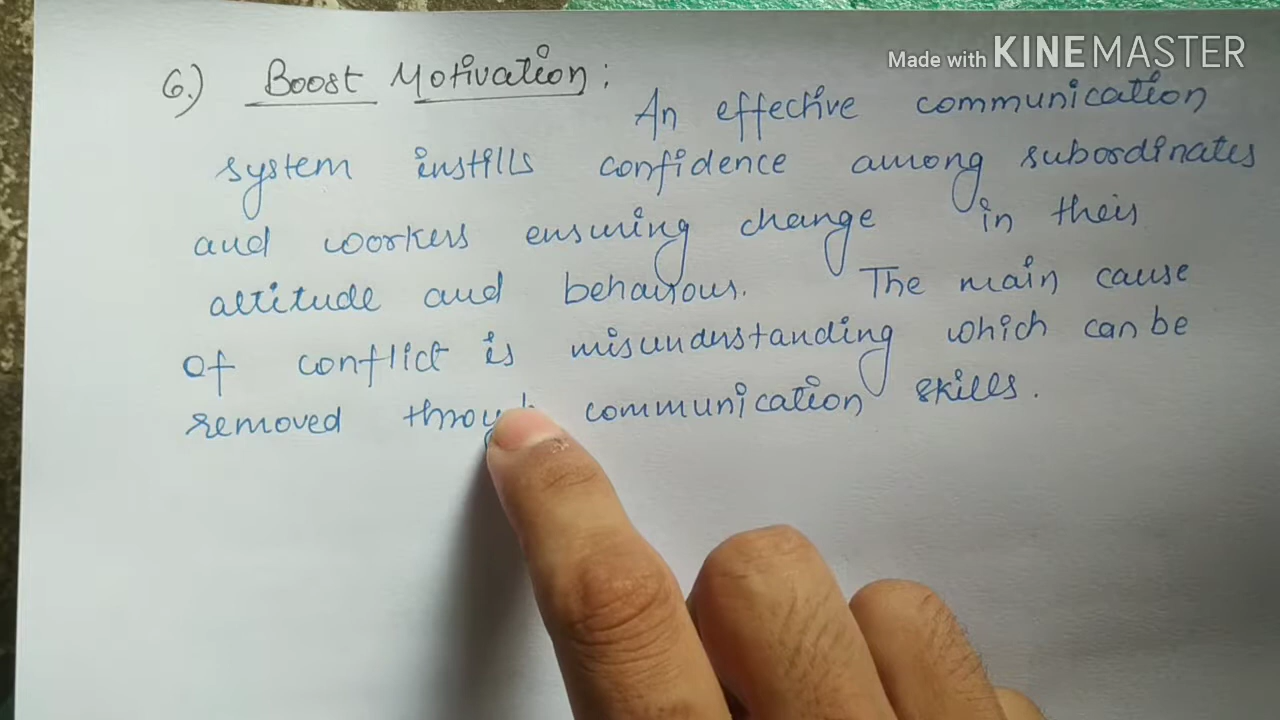 Made with KINEMASTER
6.) Boost Motivation :
An effective communication
system instills confidence among subordinates
and workers ensuring change in their
attitude and behaviour. The main cause
of conflict is misunderstanding which can be
removed through communication skills.